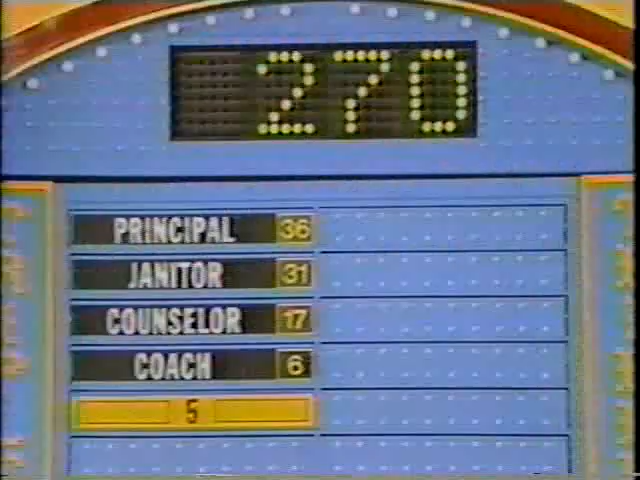 270
PRINCIPAL 36
JANITOR 31
COUNSELOR 17
COACH 6
5